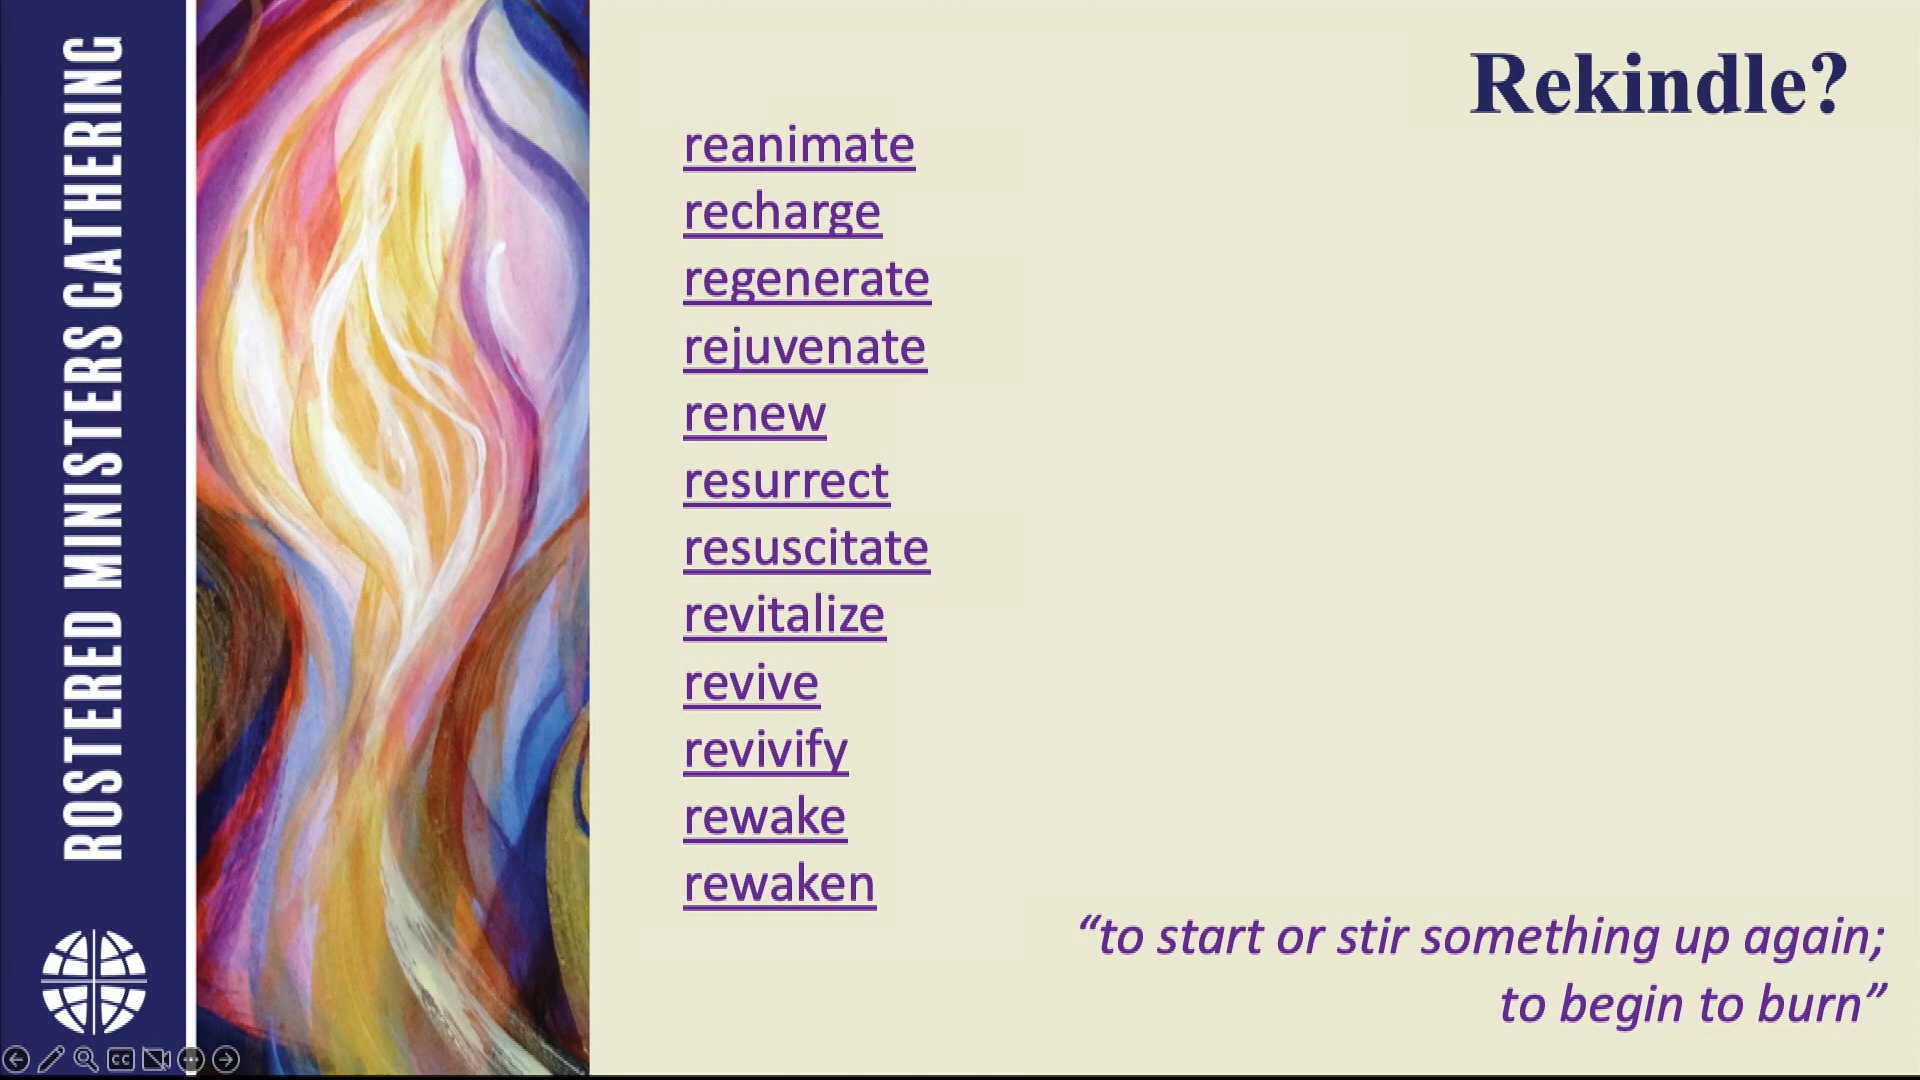 ROSTERED MINISTERS GATHERING
Rekindle?
reanimate
recharge
regenerate
rejuvenate
renew
resurrect
resuscitate
revitalize
revive
revivify
rewake
rewaken
“to start or stir something up again;
to begin to burn”
CC